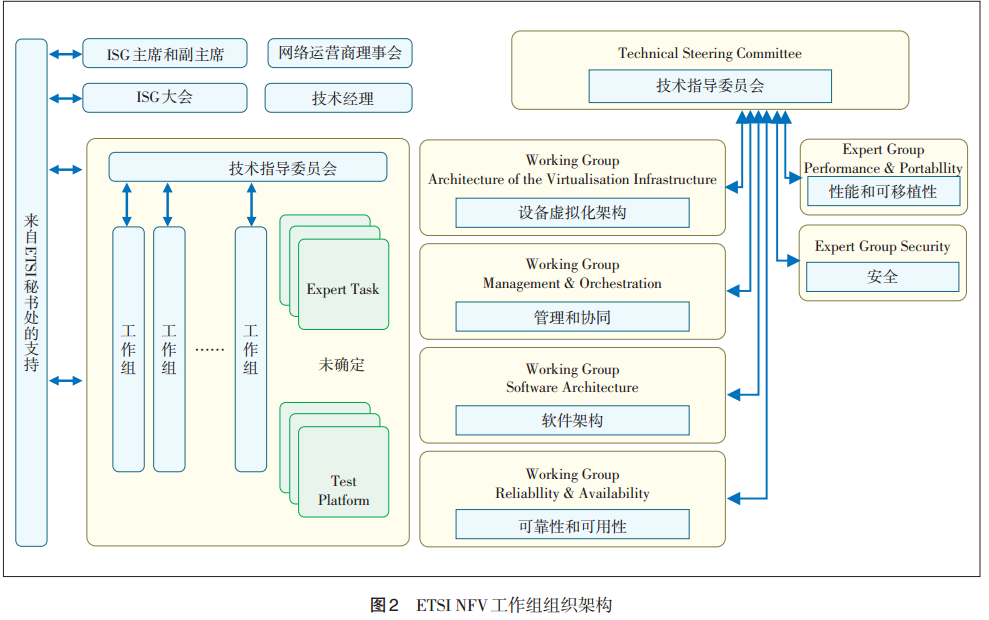 来自ETSI秘书处的支持
ISG主席和副主席
网络运营商理事会
ISG大会
技术经理
技术指导委员会
工作组
工作组
……
工作组
Expert Task
未确定
Test
Platform
Technical Steering Committee
技术指导委员会
Working Group
Architecture of the Virtualisation Infrastructure
设备虚拟化架构
Working Group
Management & Orchestration
管理和协同
Working Group
Software Architecture
软件架构
Working Group
Reliabllity & Availability
可靠性和可用性
Expert Group
Performance & Portabllity
性能和可移植性
Expert Group Security
安全
图2 ETSI NFV工作组组织架构